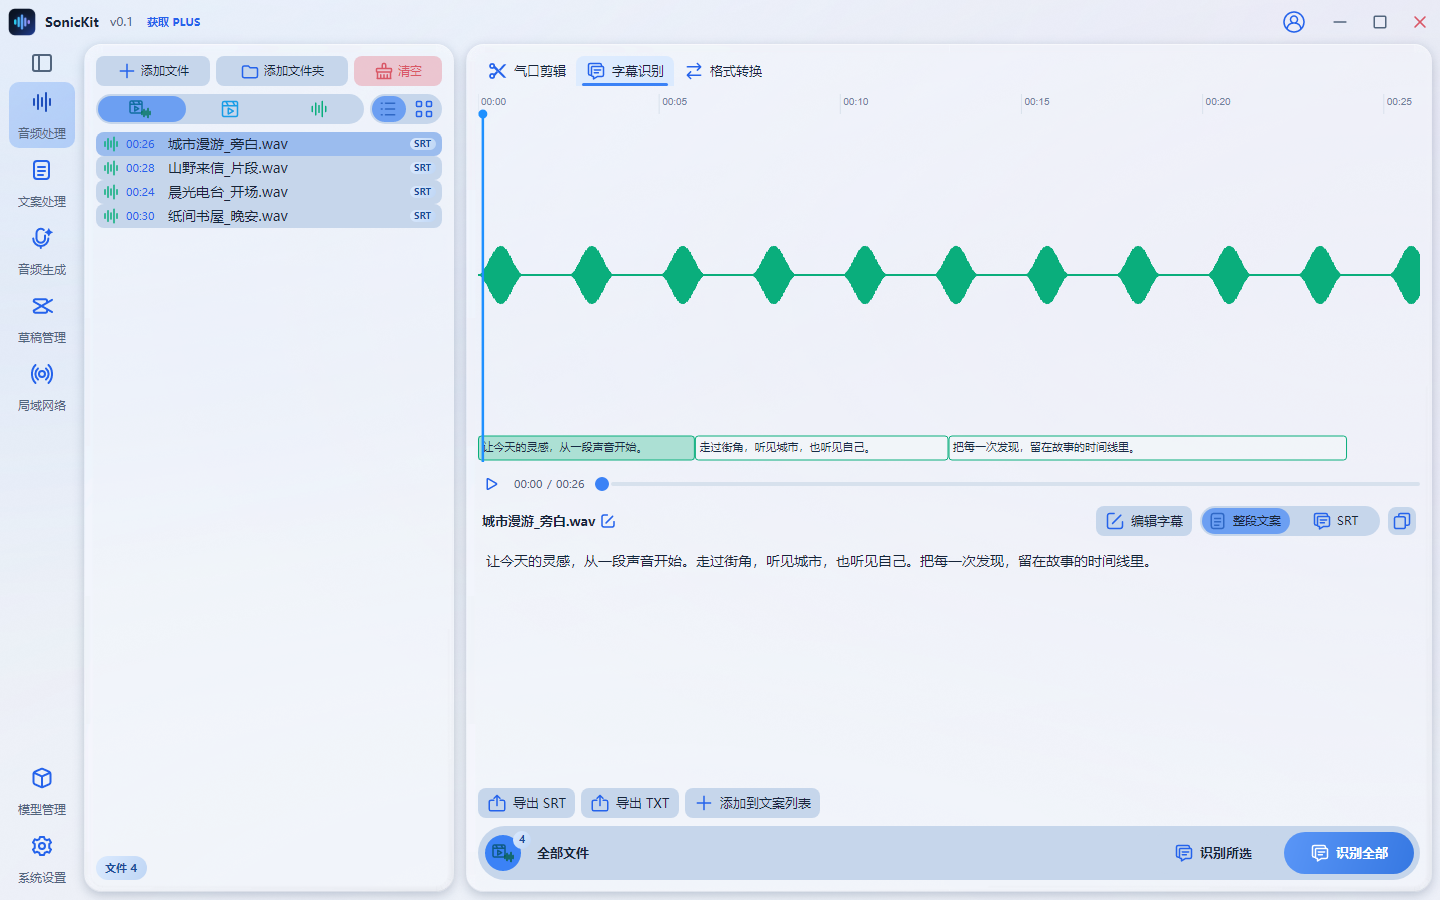 SonicKit v0.1 获取 PLUS
音频处理
文案处理
音频生成
草稿管理
局域网络
模型管理
系统设置
添加文件 添加文件夹 清空
00:26 城市漫游_旁白.wav SRT
00:28 山野来信_片段.wav SRT
00:24 晨光电台_开场.wav SRT
00:30 纸间书屋_晚安.wav SRT
文件 4
气口剪辑 字幕识别 格式转换
00:00 00:05 00:10 00:15 00:20 00:25
让今天的灵感，从一段声音开始。 走过街角，听见城市，也听见自己。 把每一次发现，留在故事的时间线里。
00:00 / 00:26
城市漫游_旁白.wav 编辑字幕 整段文案 SRT
让今天的灵感，从一段声音开始。走过街角，听见城市，也听见自己。把每一次发现，留在故事的时间线里。
导出 SRT 导出 TXT 添加到文案列表
4 全部文件 识别所选 识别全部